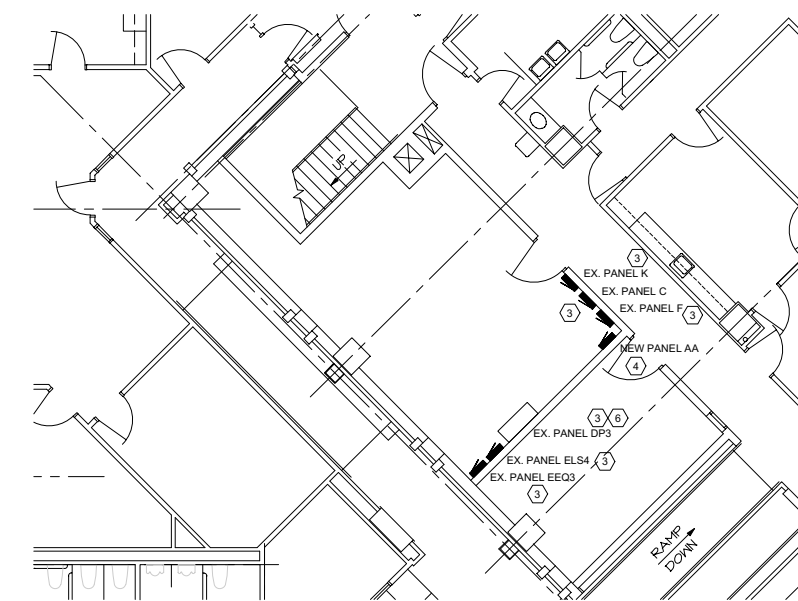 UP
3
EX. PANEL K
EX. PANEL C
EX. PANEL F
3
3
NEW PANEL AA
4
3 6
EX. PANEL DP3
EX. PANEL ELS4
3
EX. PANEL EEQ3
3
RAMP
DOWN